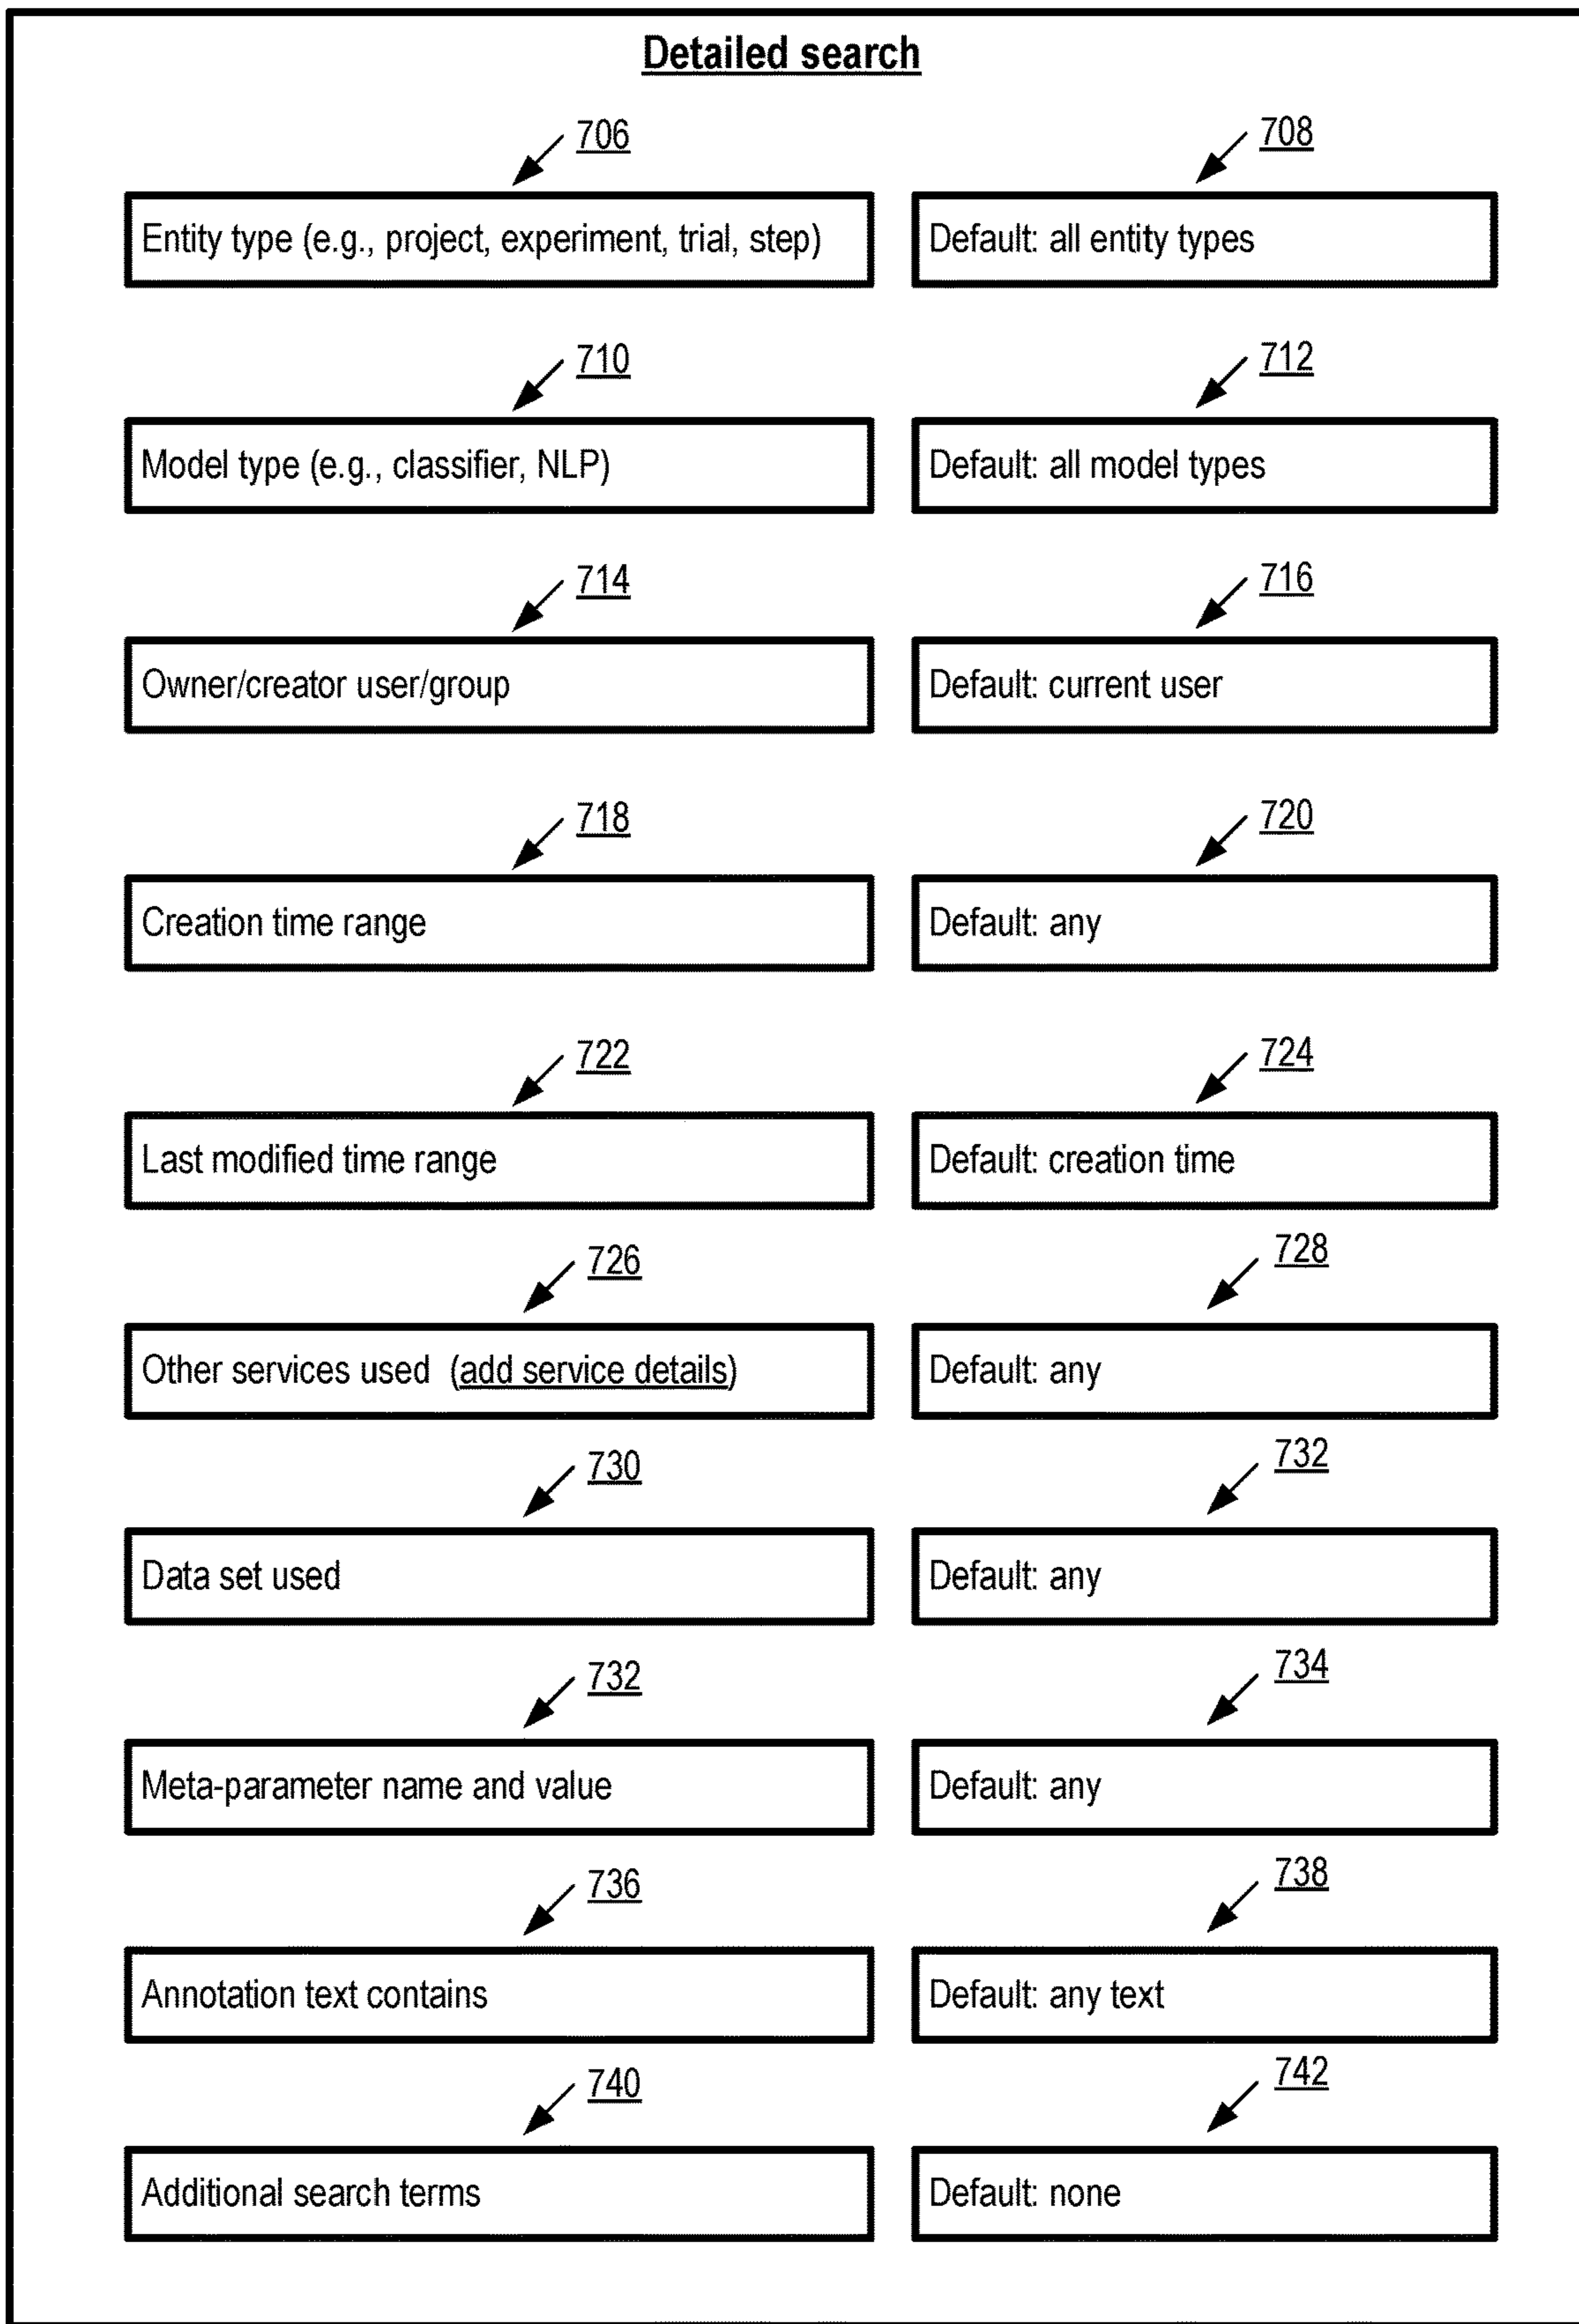 Detailed search
706 708
Entity type (e.g., project, experiment, trial, step) Default: all entity types
710 712
Model type (e.g., classifier, NLP) Default: all model types
714 716
Owner/creator user/group Default: current user
718 720
Creation time range Default: any
722 724
Last modified time range Default: creation time
726 728
Other services used (add service details) Default: any
730 732
Data set used Default: any
732 734
Meta-parameter name and value Default: any
736 738
Annotation text contains Default: any text
740 742
Additional search terms Default: none